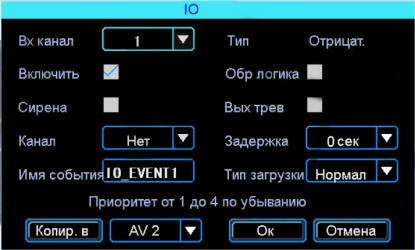 IO
Вх канал 1 Тип Отрицат.
Включить Обр логика
Сирена Вых трев
Канал Нет Задержка 0 сек
Имя события IO_EVENT1 Тип загрузки Нормал
Приоритет от 1 до 4 по убыванию
Копир. в AV 2 Ок Отмена